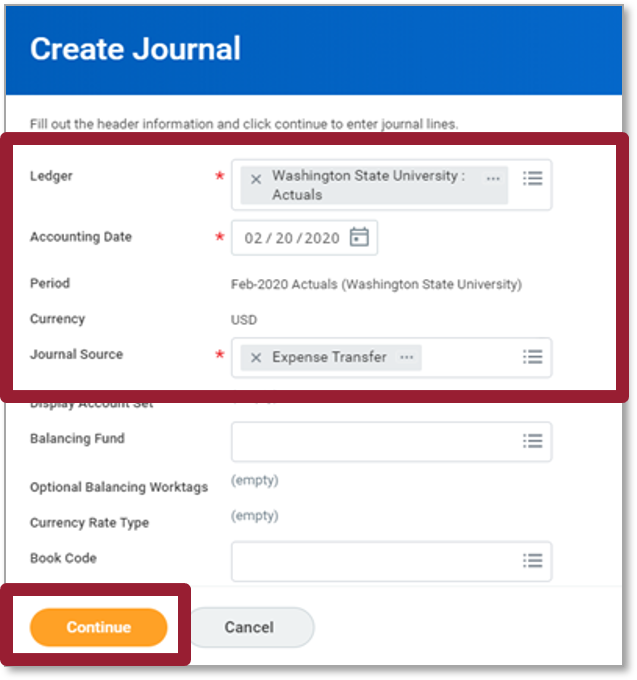 Create Journal
Fill out the header information and click continue to enter journal lines.
Ledger * Washington State University :
Actuals
Accounting Date * 02 / 20 / 2020
Period Feb-2020 Actuals (Washington State University)
Currency USD
Journal Source * Expense Transfer
Display Account Set
Balancing Fund
Optional Balancing Worktags (empty)
Currency Rate Type (empty)
Book Code
Continue Cancel